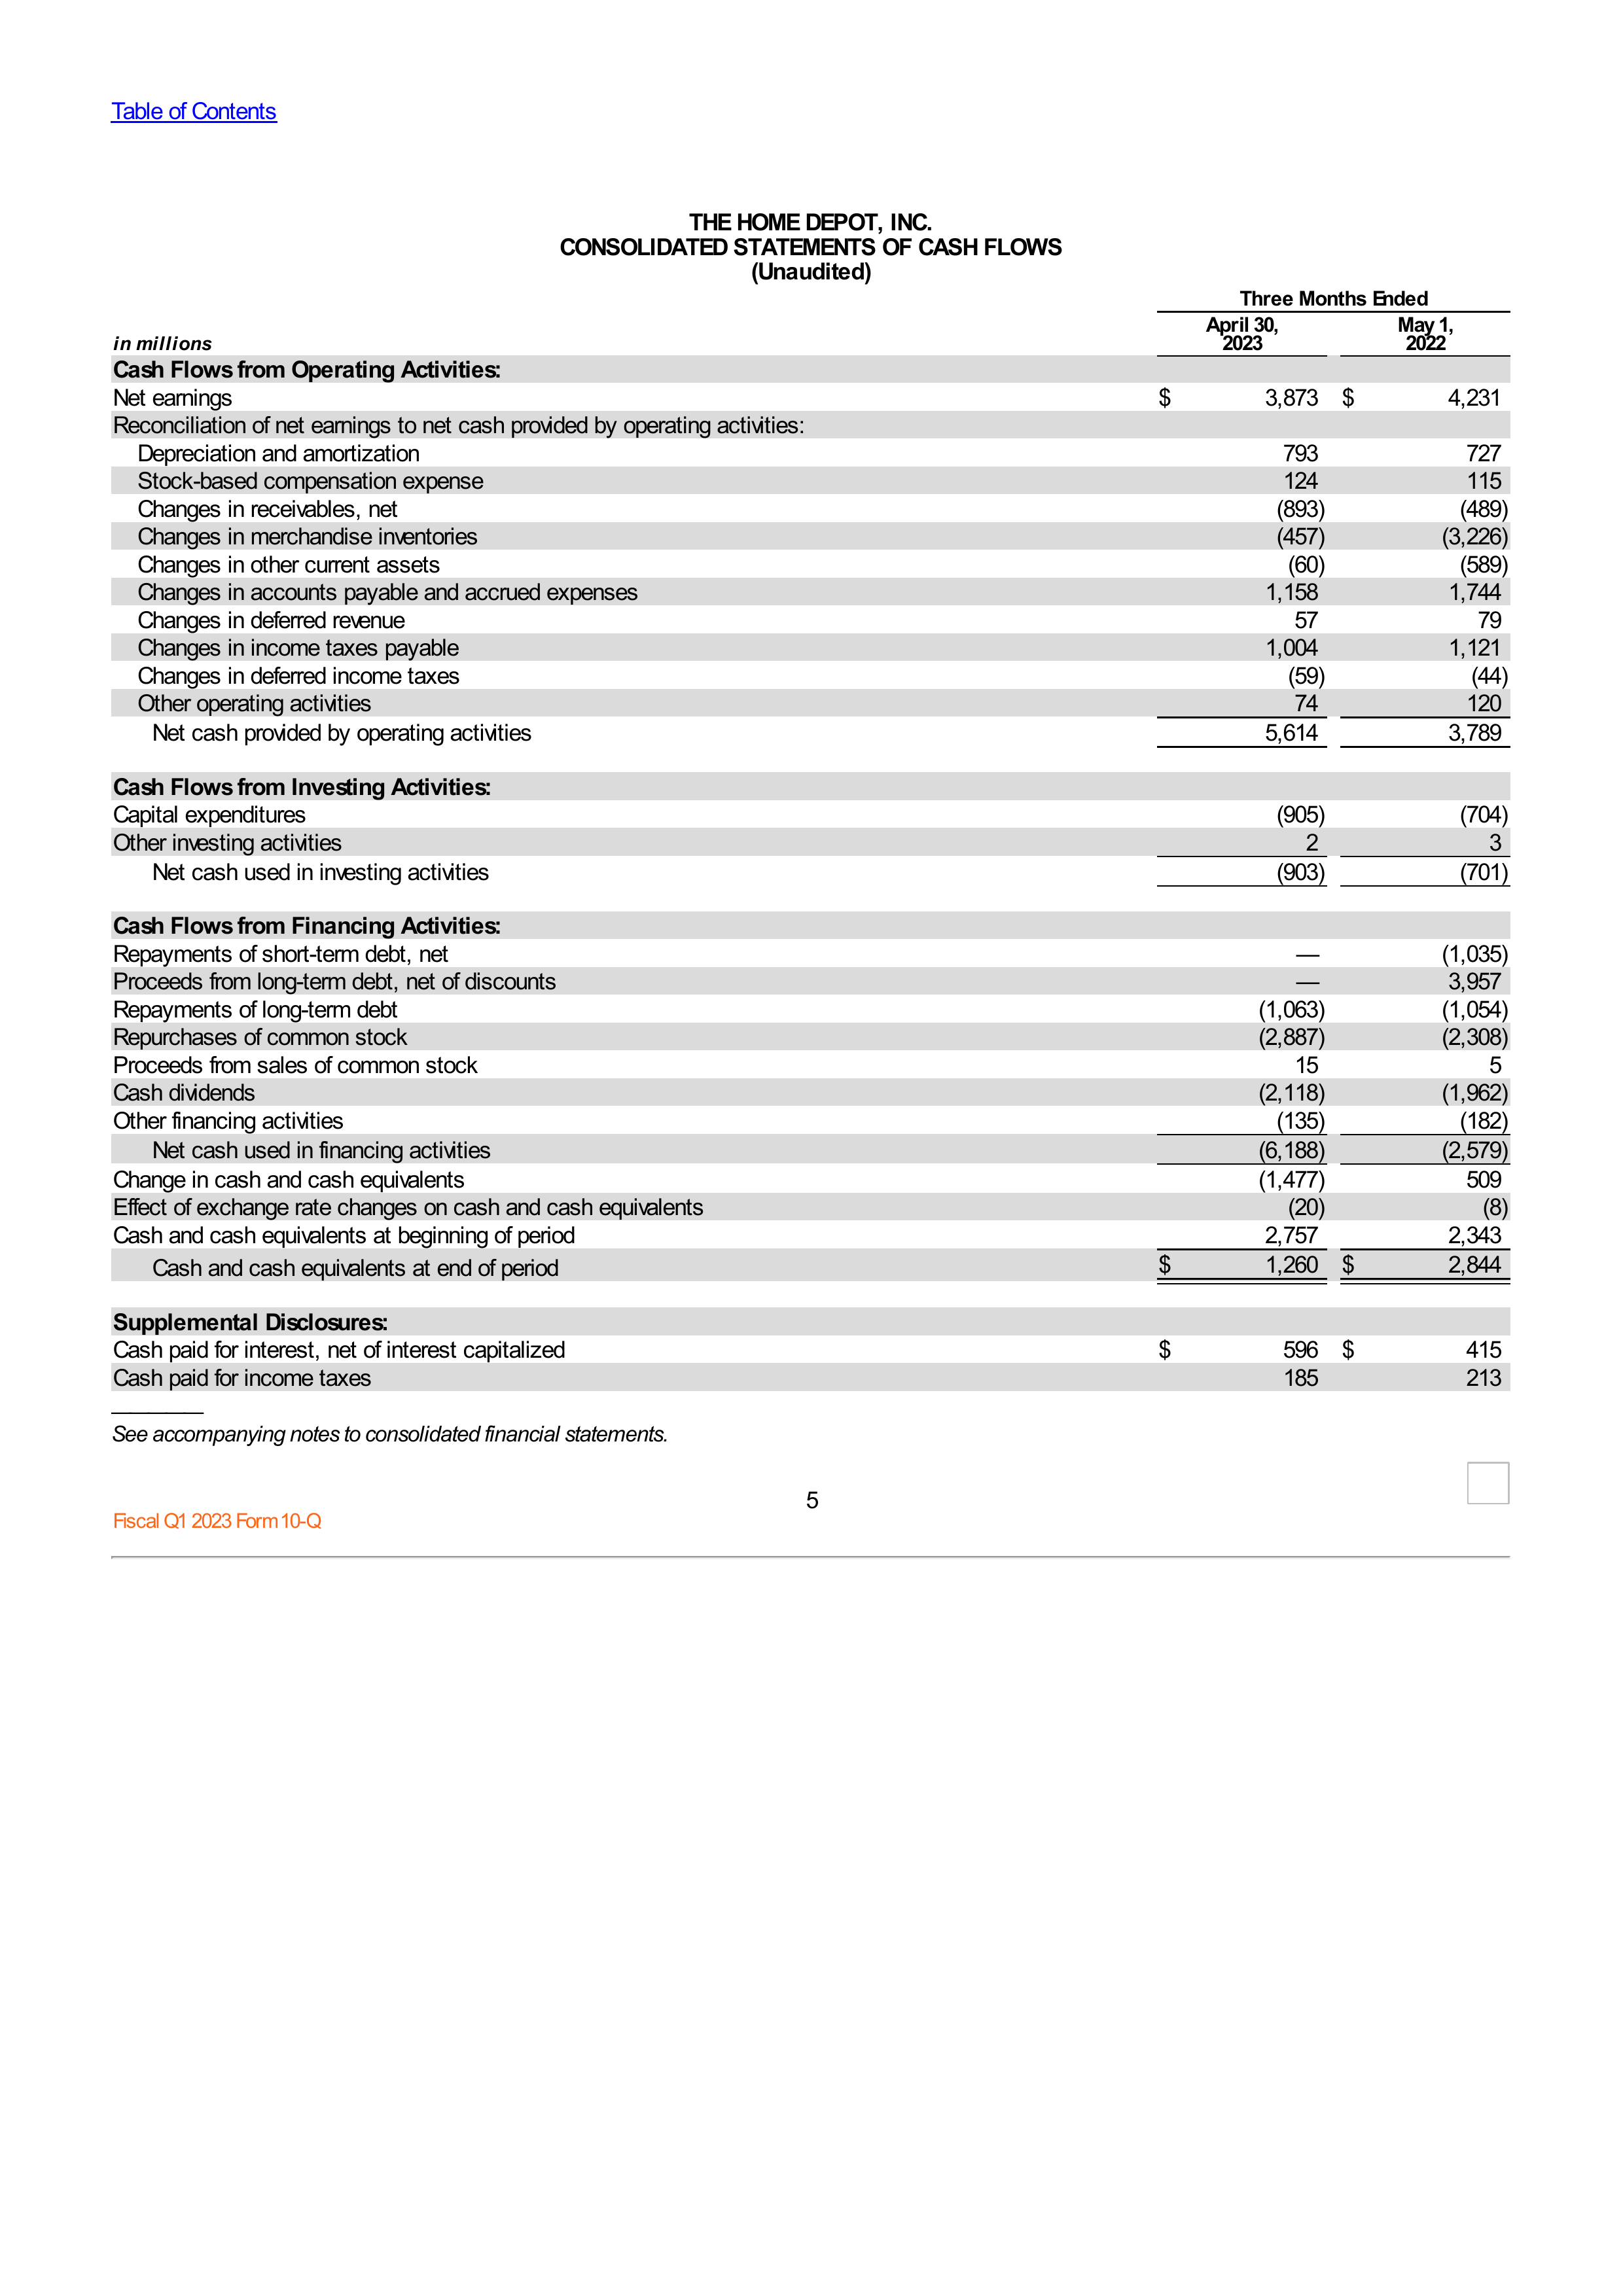 Table of Contents
THE HOME DEPOT, INC.
CONSOLIDATED STATEMENTS OF CASH FLOWS
(Unaudited)
Three Months Ended
in millions April 30, 2023 May 1, 2022
Cash Flows from Operating Activities:
Net earnings $ 3,873 $ 4,231
Reconciliation of net earnings to net cash provided by operating activities:
Depreciation and amortization 793 727
Stock-based compensation expense 124 115
Changes in receivables, net (893) (489)
Changes in merchandise inventories (457) (3,226)
Changes in other current assets (60) (589)
Changes in accounts payable and accrued expenses 1,158 1,744
Changes in deferred revenue 57 79
Changes in income taxes payable 1,004 1,121
Changes in deferred income taxes (59) (44)
Other operating activities 74 120
Net cash provided by operating activities 5,614 3,789
Cash Flows from Investing Activities:
Capital expenditures (905) (704)
Other investing activities 2 3
Net cash used in investing activities (903) (701)
Cash Flows from Financing Activities:
Repayments of short-term debt, net — (1,035)
Proceeds from long-term debt, net of discounts — 3,957
Repayments of long-term debt (1,063) (1,054)
Repurchases of common stock (2,887) (2,308)
Proceeds from sales of common stock 15 5
Cash dividends (2,118) (1,962)
Other financing activities (135) (182)
Net cash used in financing activities (6,188) (2,579)
Change in cash and cash equivalents (1,477) 509
Effect of exchange rate changes on cash and cash equivalents (20) (8)
Cash and cash equivalents at beginning of period 2,757 2,343
Cash and cash equivalents at end of period $ 1,260 $ 2,844
Supplemental Disclosures:
Cash paid for interest, net of interest capitalized $ 596 $ 415
Cash paid for income taxes 185 213
See accompanying notes to consolidated financial statements.
5
Fiscal Q1 2023 Form 10-Q